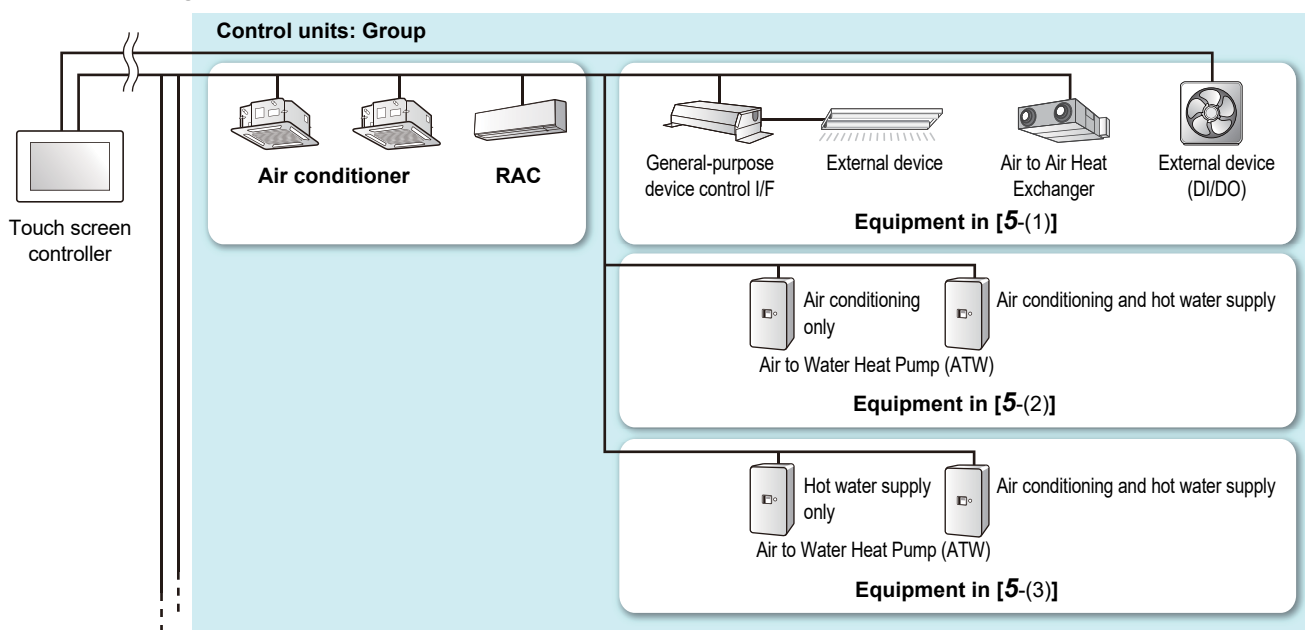 Control units: Group
Touch screen
controller
Air conditioner
RAC
General-purpose
device control I/F
External device
Air to Air Heat
Exchanger
External device
(DI/DO)
Equipment in [5-(1)]
Air conditioning
only
Air conditioning and hot water supply
Air to Water Heat Pump (ATW)
Equipment in [5-(2)]
Hot water supply
only
Air conditioning and hot water supply
Air to Water Heat Pump (ATW)
Equipment in [5-(3)]